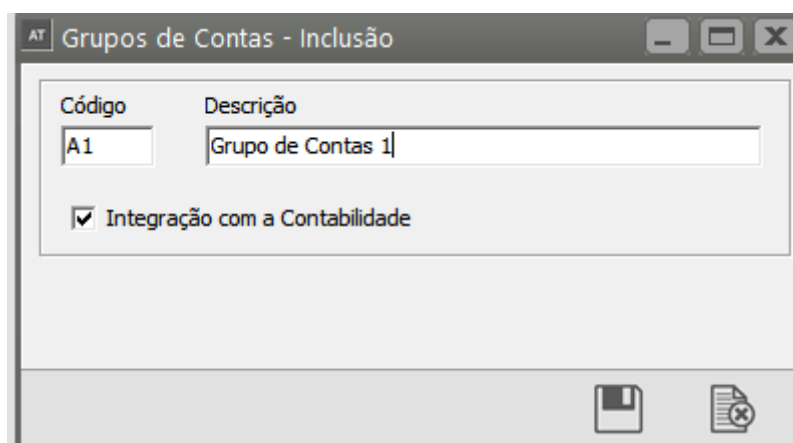 AT Grupos de Contas - Inclusão
Código Descrição
A1 Grupo de Contas 1
Integração com a Contabilidade